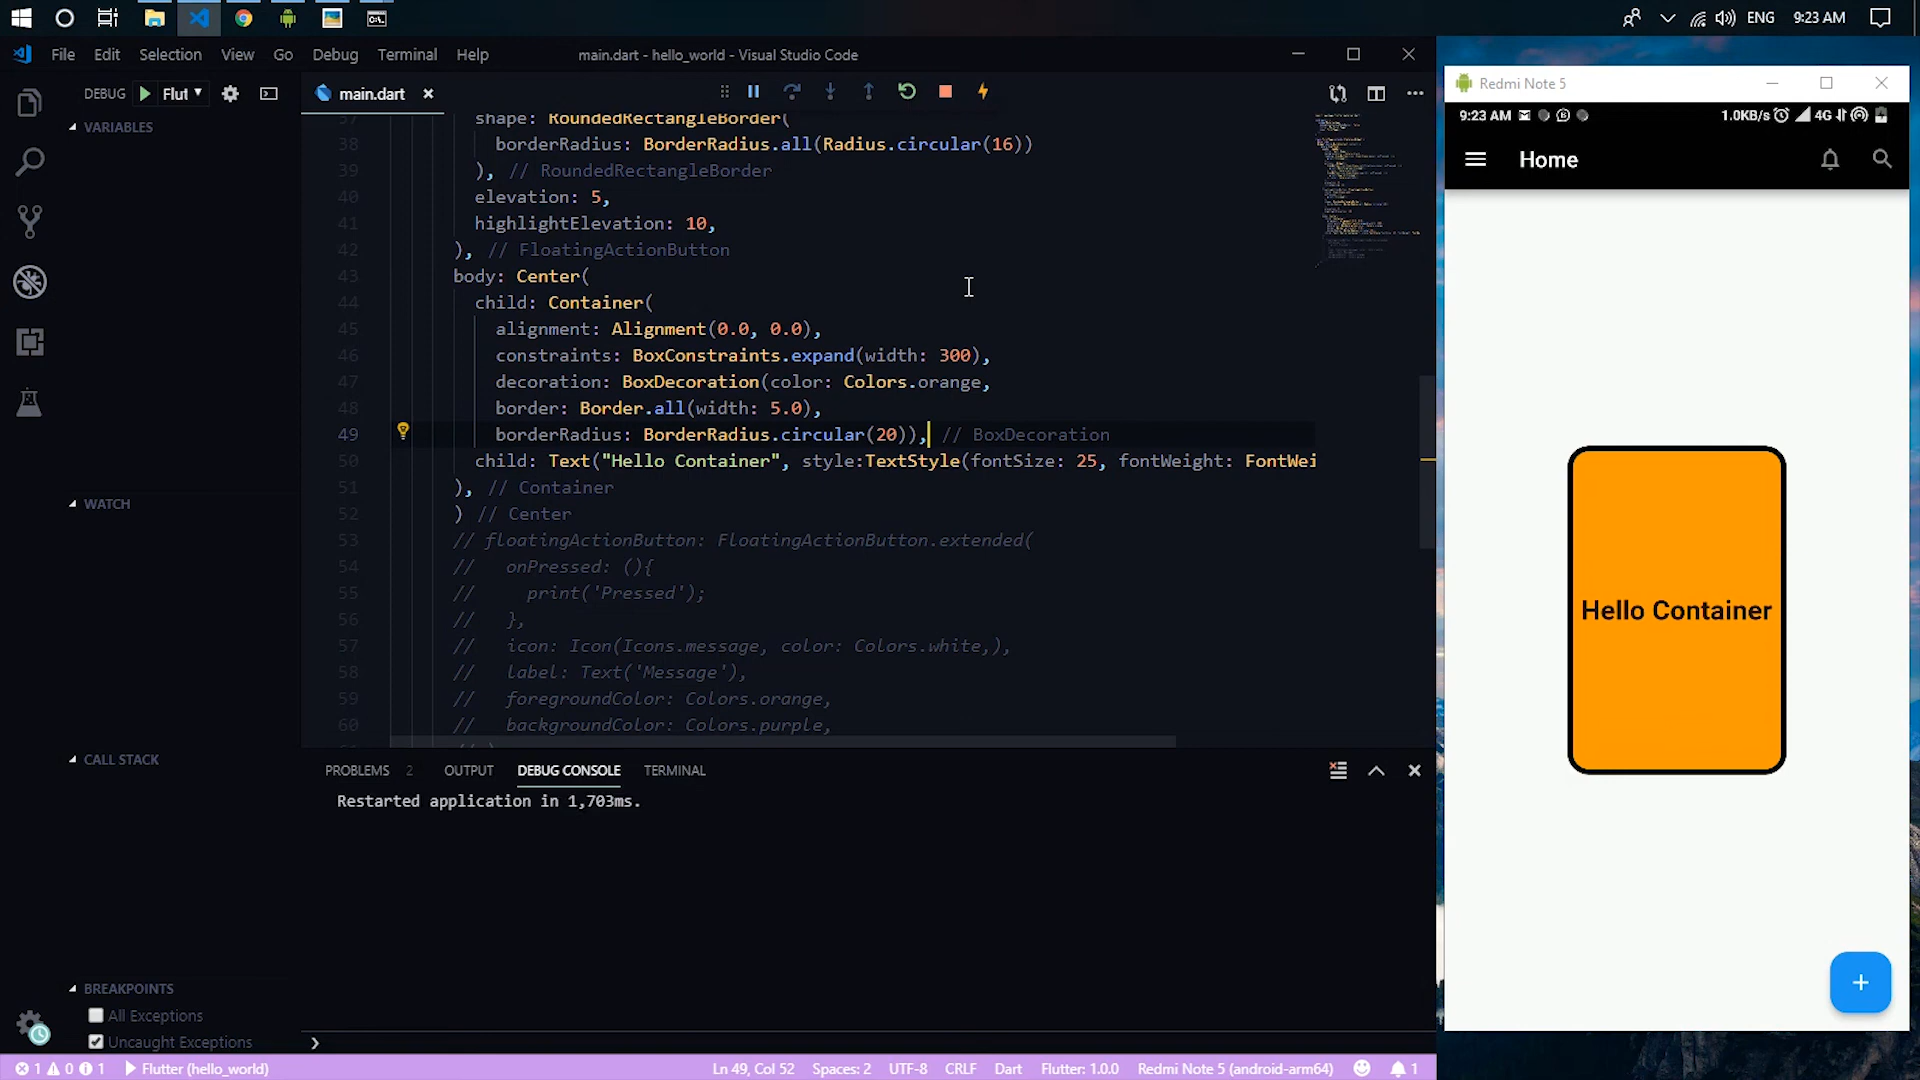 ENG 9:23 AM
File Edit Selection View Go Debug Terminal Help main.dart - hello_world - Visual Studio Code
DEBUG Flut main.dart
VARIABLES
37 shape: RoundedRectangleBorder(
38 borderRadius: BorderRadius.all(Radius.circular(16))
39 ), // RoundedRectangleBorder
40 elevation: 5,
41 highlightElevation: 10,
42 ), // FloatingActionButton
43 body: Center(
44 child: Container(
45 alignment: Alignment(0.0, 0.0),
46 constraints: BoxConstraints.expand(width: 300),
47 decoration: BoxDecoration(color: Colors.orange,
48 border: Border.all(width: 5.0),
49 borderRadius: BorderRadius.circular(20)), // BoxDecoration
50 child: Text("Hello Container", style:TextStyle(fontSize: 25, fontWeight: FontWei
51 ), // Container
52 ) // Center
53 // floatingActionButton: FloatingActionButton.extended(
54 // onPressed: (){
55 // print('Pressed');
56 // },
57 // icon: Icon(Icons.message, color: Colors.white,),
58 // label: Text('Message'),
59 // foregroundColor: Colors.orange,
60 // backgroundColor: Colors.purple,
WATCH
CALL STACK
BREAKPOINTS
All Exceptions
Uncaught Exceptions
PROBLEMS 2 OUTPUT DEBUG CONSOLE TERMINAL
Restarted application in 1,703ms.
1 0 1 Flutter (hello_world) Ln 49, Col 52 Spaces: 2 UTF-8 CRLF Dart Flutter: 1.0.0 Redmi Note 5 (android-arm64) 1
Redmi Note 5
9:23 AM 1.0KB/s 4G
Home
Hello Container
+